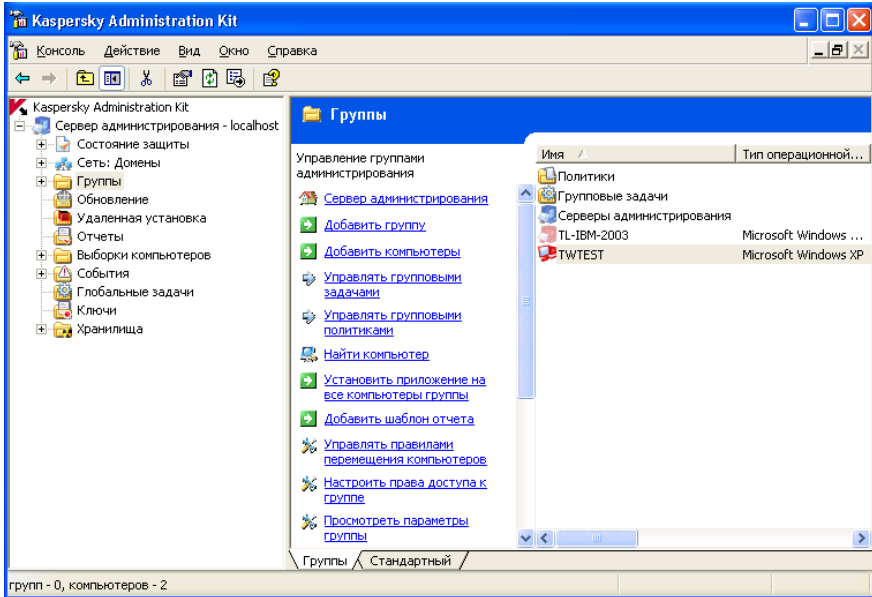 Kaspersky Administration Kit
Консоль Действие Вид Окно Справка
Kaspersky Administration Kit
Сервер администрирования - localhost
Состояние защиты
Сеть: Домены
Группы
Обновление
Удаленная установка
Отчеты
Выборки компьютеров
События
Глобальные задачи
Ключи
Хранилища
Группы
Управление группами
администрирования
Сервер администрирования
Добавить группу
Добавить компьютеры
Управлять групповыми
задачами
Управлять групповыми
политиками
Найти компьютер
Установить приложение на
все компьютеры группы
Добавить шаблон отчета
Управлять правилами
перемещения компьютеров
Настроить права доступа к
группе
Просмотреть параметры
группы
Имя Тип операционной...
Политики
Групповые задачи
Серверы администрирования
TL-IBM-2003 Microsoft Windows ...
TWTEST Microsoft Windows XP
Группы Стандартный
групп - 0, компьютеров - 2